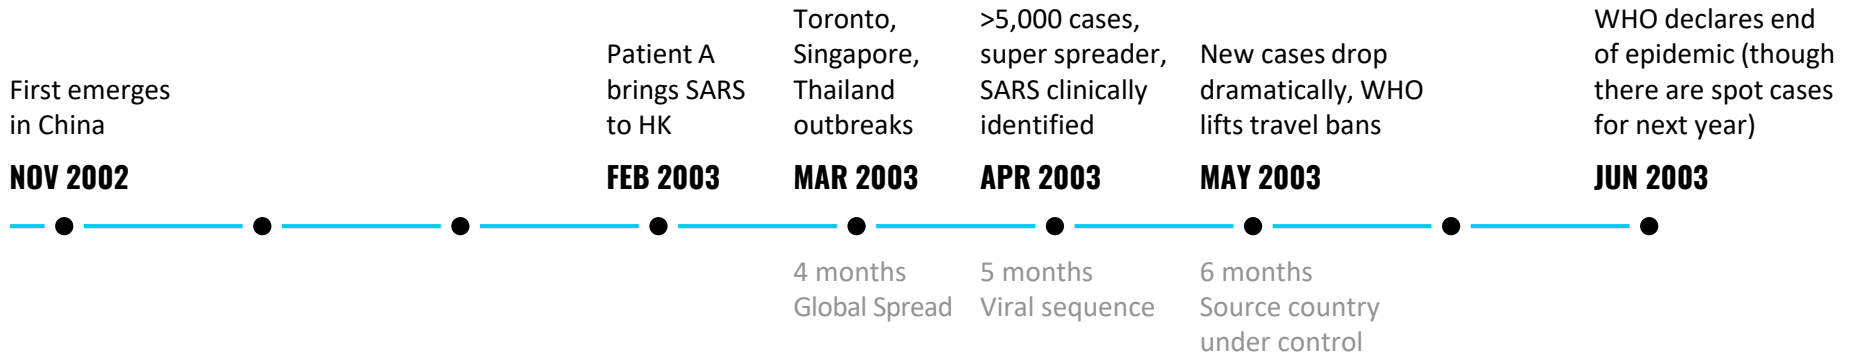 First emerges
in China
NOV 2002
Patient A
brings SARS
to HK
FEB 2003
Toronto,
Singapore,
Thailand
outbreaks
MAR 2003
4 months
Global Spread
>5,000 cases,
super spreader,
SARS clinically
identified
APR 2003
5 months
Viral sequence
New cases drop
dramatically, WHO
lifts travel bans
MAY 2003
6 months
Source country
under control
WHO declares end
of epidemic (though
there are spot cases
for next year)
JUN 2003